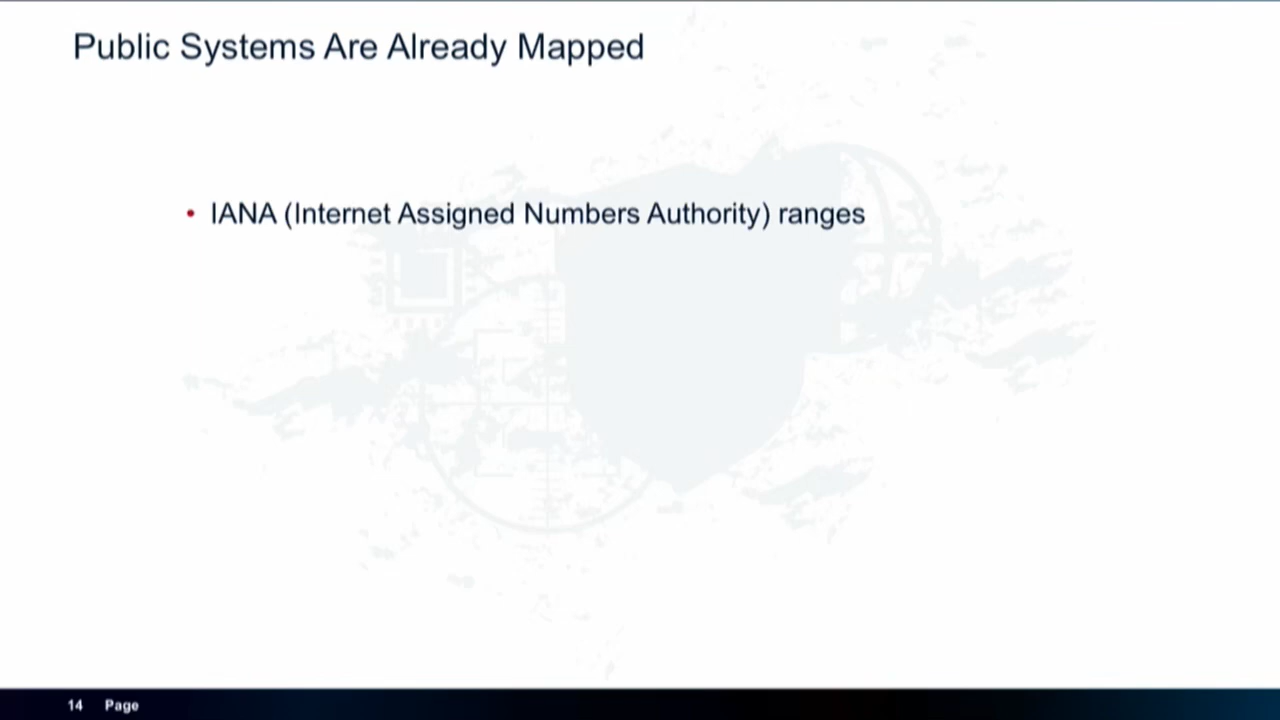 Public Systems Are Already Mapped
• IANA (Internet Assigned Numbers Authority) ranges
14 Page